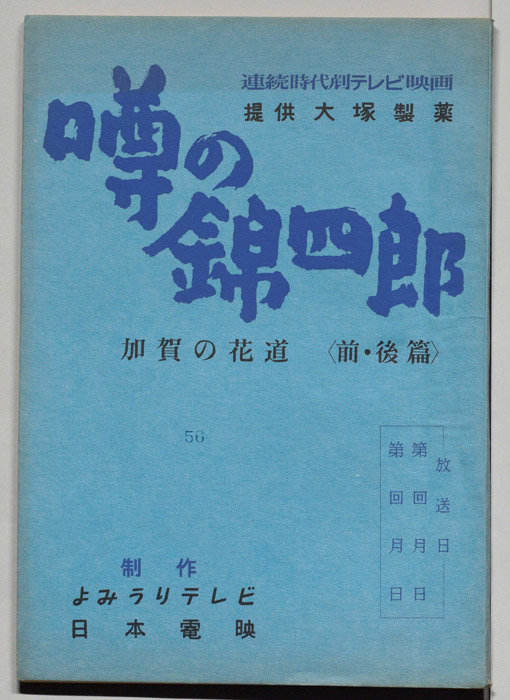 連続時代劇テレビ映画
提供大塚製薬
噂の
錦四郎
加賀の花道 〈前・後篇〉
56
放送日
第回月日
第回月日
制作
よみうりテレビ
日本電映